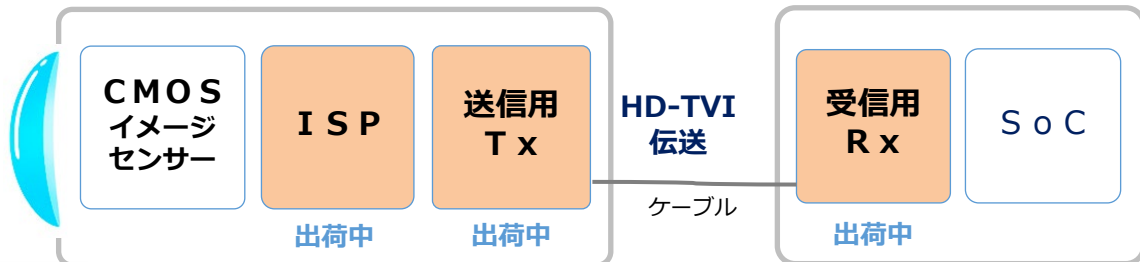 ＣＭＯＳ
イメージ
センサー
ＩＳＰ
出荷中
送信用
Ｔｘ
出荷中
HD-TVI
伝送
ケーブル
受信用
Ｒｘ
出荷中
ＳｏＣ